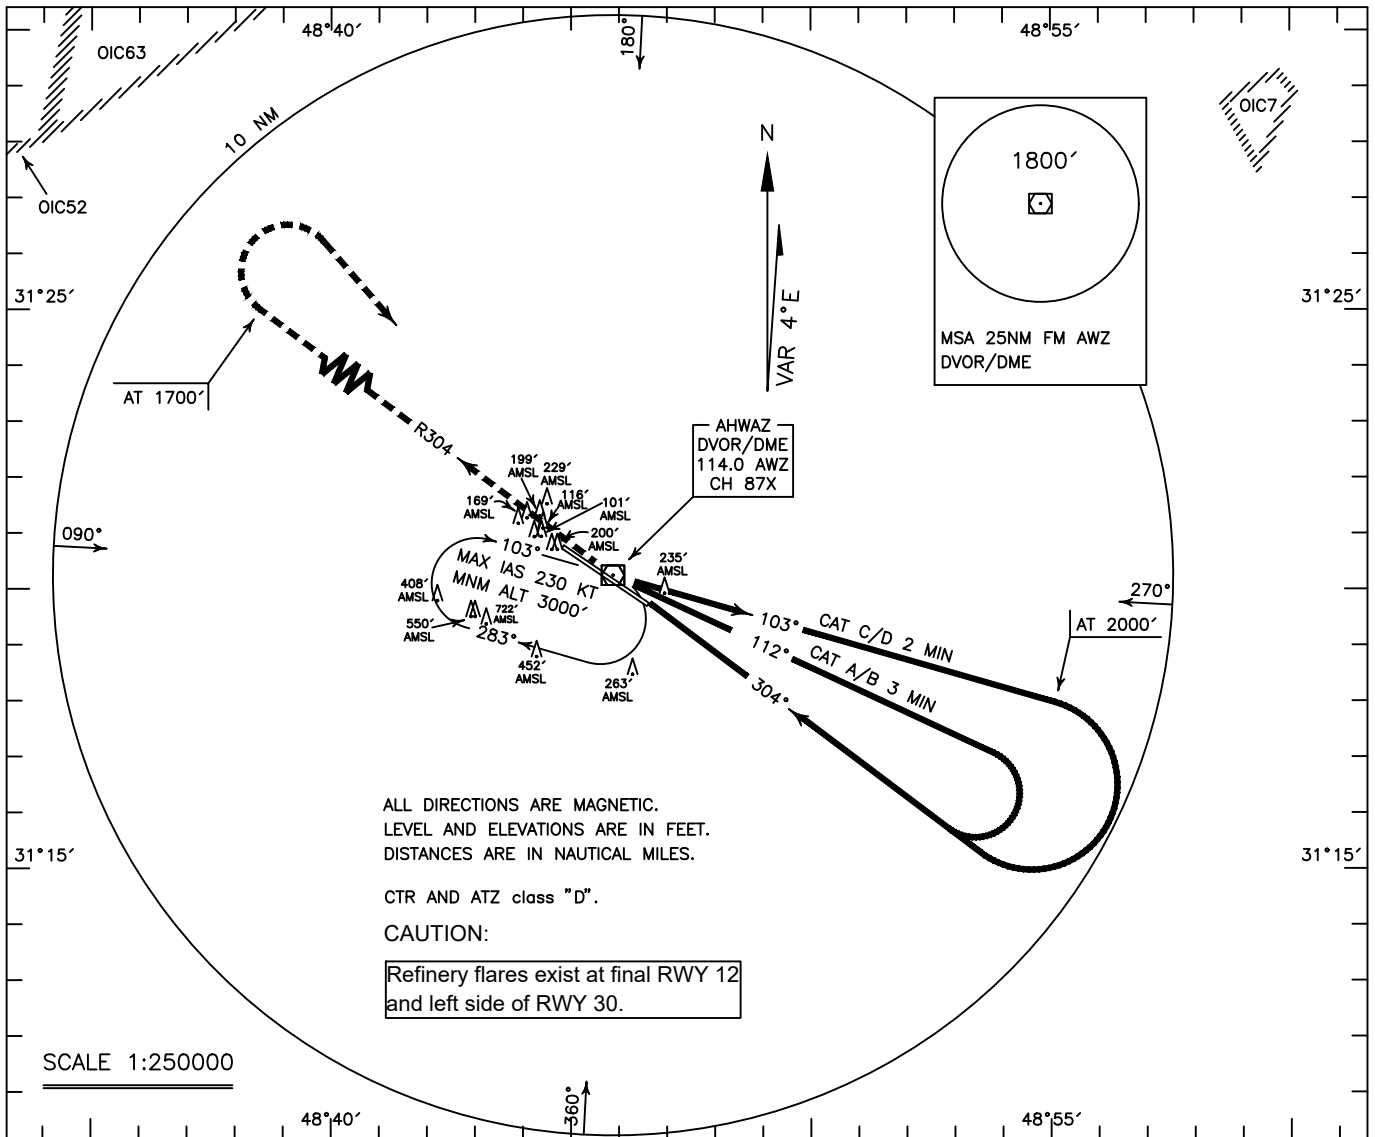 48°40′
180°
48°55′
OIC63
OIC7
10 NM
N
1800′
OIC52
31°25′
31°25′
VAR 4°E
MSA 25NM FM AWZ
DVOR/DME
AT 1700′
R304
AHWAZ
DVOR/DME
114.0 AWZ
CH 87X
199′
AMSL
229′
AMSL
169′
AMSL
116′
AMSL
101′
AMSL
200′
AMSL
090°
103°
MAX IAS 230 KT
MNM ALT 3000′
235′
AMSL
408′
AMSL
270°
550′
AMSL
722′
AMSL
283°
452′
AMSL
263′
AMSL
103°
CAT C/D 2 MIN
AT 2000′
112°
CAT A/B 3 MIN
304°
ALL DIRECTIONS ARE MAGNETIC.
LEVEL AND ELEVATIONS ARE IN FEET.
DISTANCES ARE IN NAUTICAL MILES.
31°15′
31°15′
CTR AND ATZ class "D".
CAUTION:
Refinery flares exist at final RWY 12
and left side of RWY 30.
SCALE 1:250000
48°40′
360°
48°55′